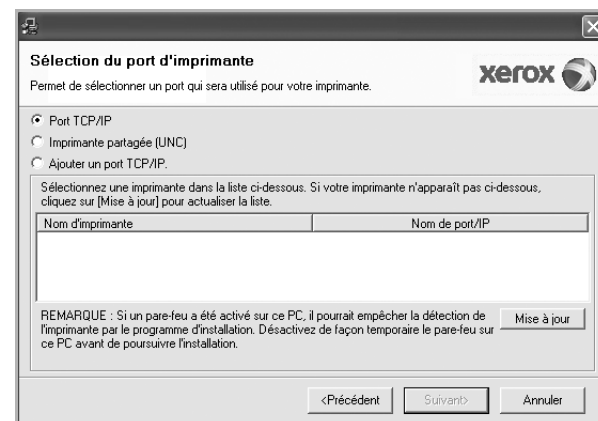 Sélection du port d'imprimante
Permet de sélectionner un port qui sera utilisé pour votre imprimante.
xerox
Port TCP/IP
Imprimante partagée (UNC)
Ajouter un port TCP/IP.
Sélectionnez une imprimante dans la liste ci-dessous. Si votre imprimante n'apparaît pas ci-dessous,
cliquez sur [Mise à jour] pour actualiser la liste.
Nom d'imprimante
Nom de port/IP
REMARQUE : Si un pare-feu a été activé sur ce PC, il pourrait empêcher la détection de
l'imprimante par le programme d'installation. Désactivez de façon temporaire le pare-feu sur
ce PC avant de poursuivre l'installation.
Mise à jour
<Précédent
Suivant>
Annuler